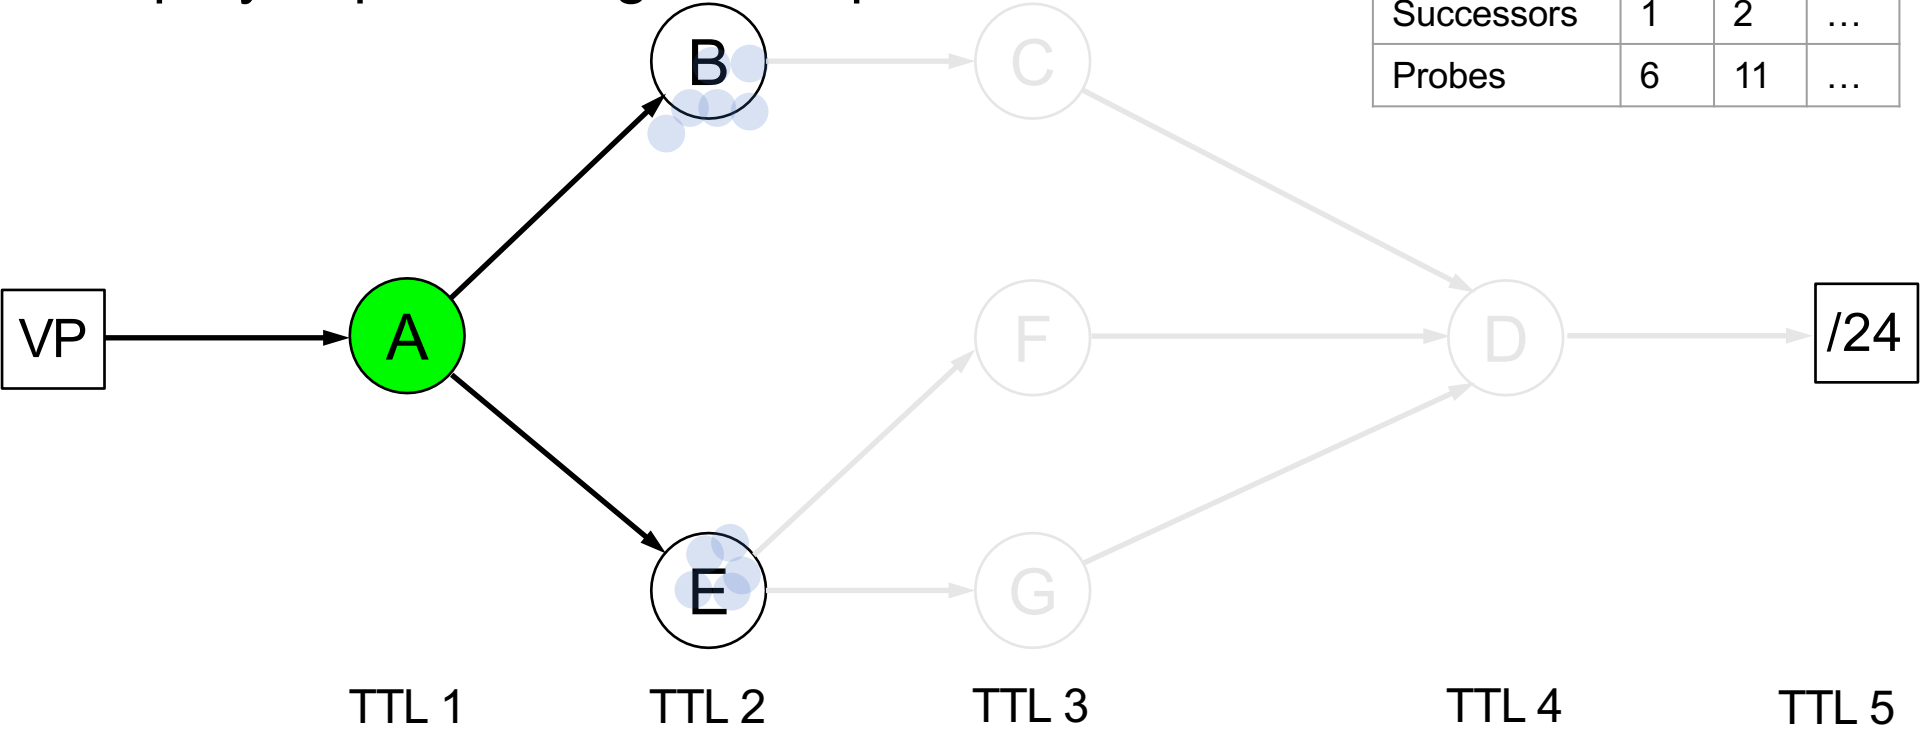 Successors 1 2 …
Probes 6 11 …
B
C
VP
A
F
D
/24
E
G
TTL 1 TTL 2 TTL 3 TTL 4 TTL 5